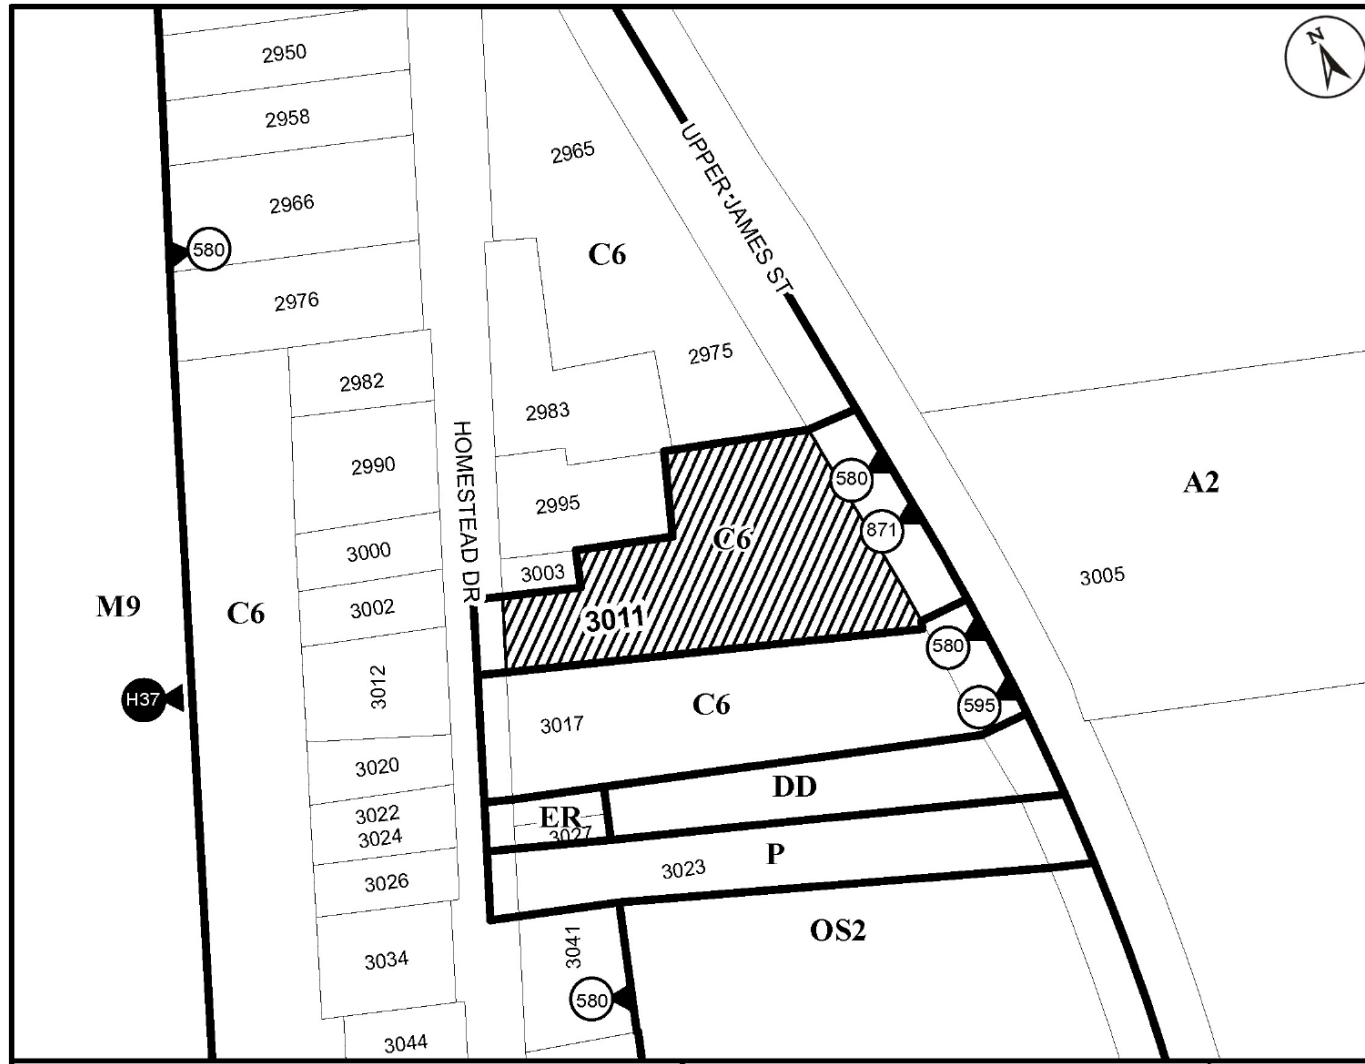 N
2950
2958
2965
UPPER JAMES ST
2966
580
C6
2976
2975
2982
2983
HOMESTEAD DR
2990
2995
580
A2
871
C6
3000
3003
3005
M9
C6
3002
3011
580
3012
H37
C6
595
3017
3020
DD
3022
ER
3024
3027
P
3023
3026
OS2
3041
3034
580
3044